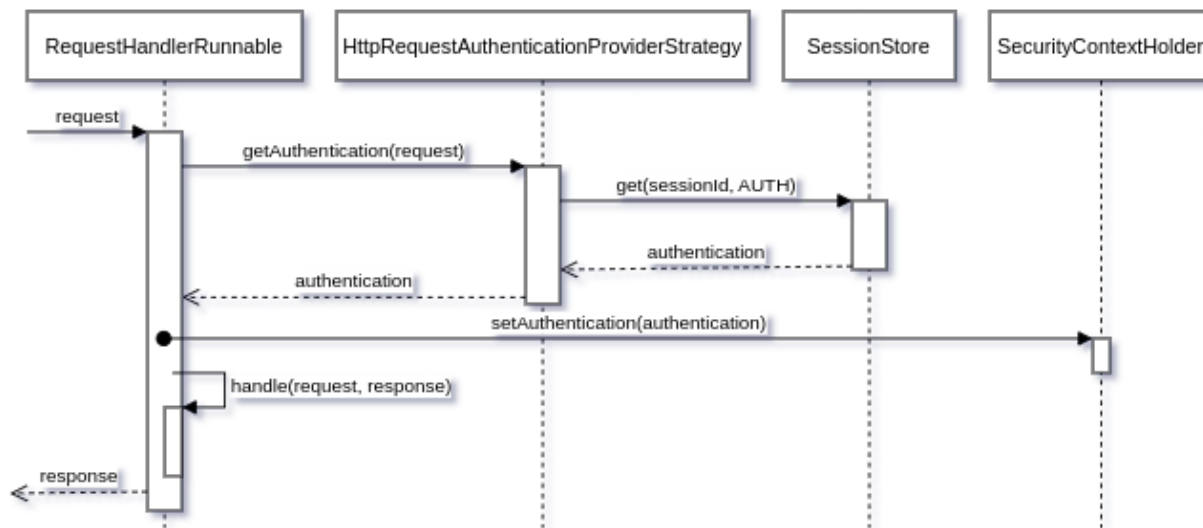 RequestHandlerRunnable
HttpRequestAuthenticationProviderStrategy
SessionStore
SecurityContextHolder
request
getAuthentication(request)
get(sessionId, AUTH)
authentication
authentication
setAuthentication(authentication)
handle(request, response)
response